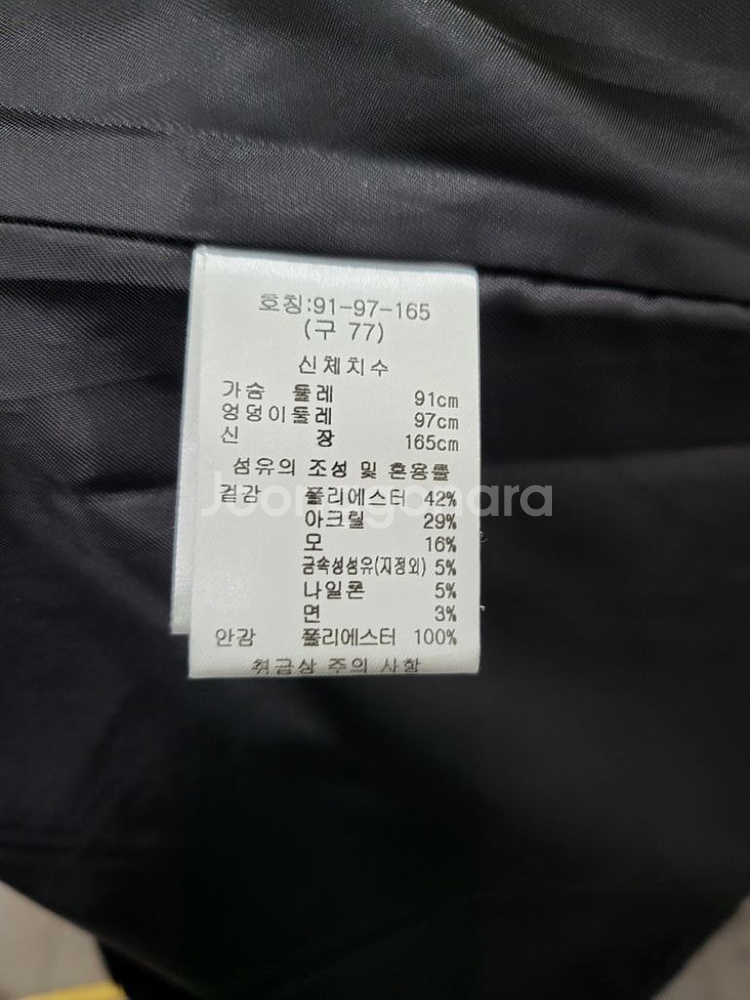 호칭:91-97-165
(구 77)
신체치수
가슴 둘레 91cm
엉덩이둘레 97cm
신 장 165cm
섬유의 조성 및 혼용률
겉감 폴리에스터 42%
아크릴 29%
모 16%
금속성섬유(지정외) 5%
나일론 5%
면 3%
안감 폴리에스터 100%
취급상 주의 사항
Joongonara